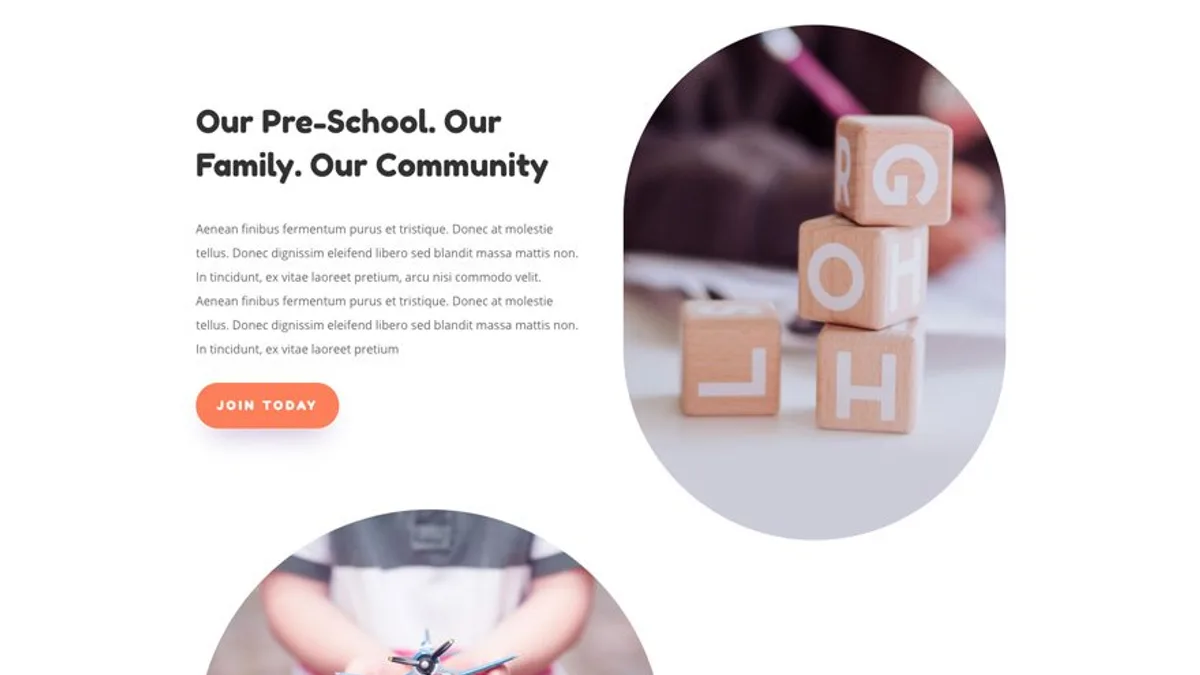 Our Pre-School. Our
Family. Our Community
Aenean finibus fermentum purus et tristique. Donec at molestie
tellus. Donec dignissim eleifend libero sed blandit massa mattis non.
In tincidunt, ex vitae laoreet pretium, arcu nisi commodo velit.
Aenean finibus fermentum purus et tristique. Donec at molestie
tellus. Donec dignissim eleifend libero sed blandit massa mattis non.
In tincidunt, ex vitae laoreet pretium
JOIN TODAY
R G
O H
L H